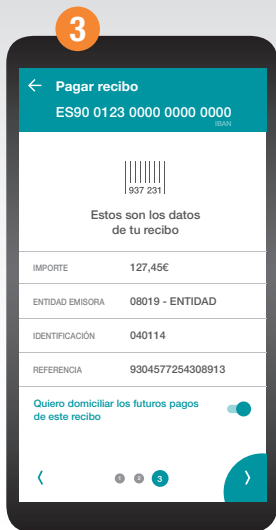 3
Pagar recibo
ES90 0123 0000 0000 0000
IBAN
937 231
Estos son los datos
de tu recibo
IMPORTE 127,45€
ENTIDAD EMISORA 08019 - ENTIDAD
IDENTIFICACIÓN 040114
REFERENCIA 9304577254308913
Quiero domiciliar los futuros pagos
de este recibo
1 2 3